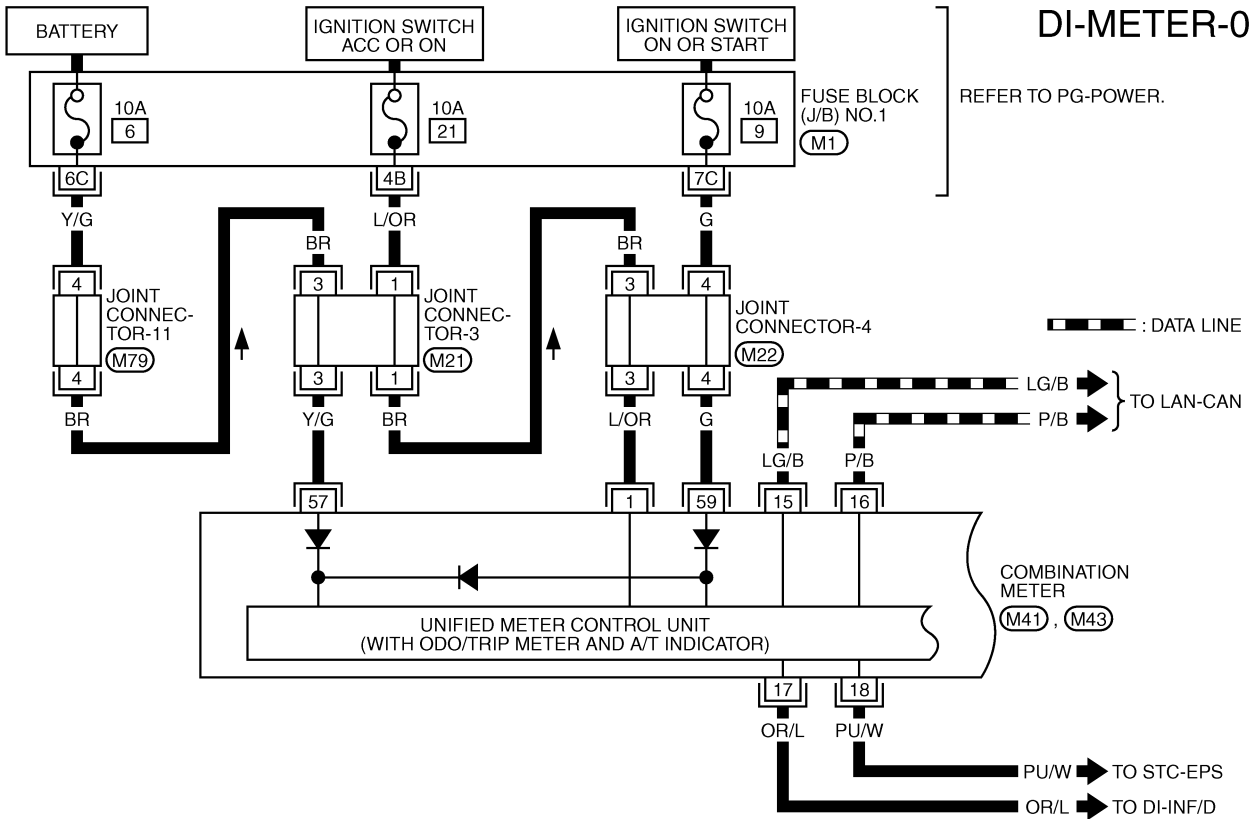 DI-METER-0
BATTERY
IGNITION SWITCH
ACC OR ON
IGNITION SWITCH
ON OR START
10A
6
10A
21
10A
9
FUSE BLOCK
(J/B) NO.1
M1
REFER TO PG-POWER.
6C
4B
7C
Y/G
L/OR
G
BR
BR
4
3
1
3
4
JOINT
CONNEC-
TOR-11
M79
JOINT
CONNEC-
TOR-3
M21
JOINT
CONNECTOR-4
M22
: DATA LINE
4
3
1
3
4
BR
Y/G
BR
L/OR
G
LG/B
P/B
TO LAN-CAN
LG/B
P/B
57
1
59
15
16
COMBINATION
METER
M41 , M43
UNIFIED METER CONTROL UNIT
(WITH ODO/TRIP METER AND A/T INDICATOR)
17
18
OR/L
PU/W
PU/W
TO STC-EPS
OR/L
TO DI-INF/D